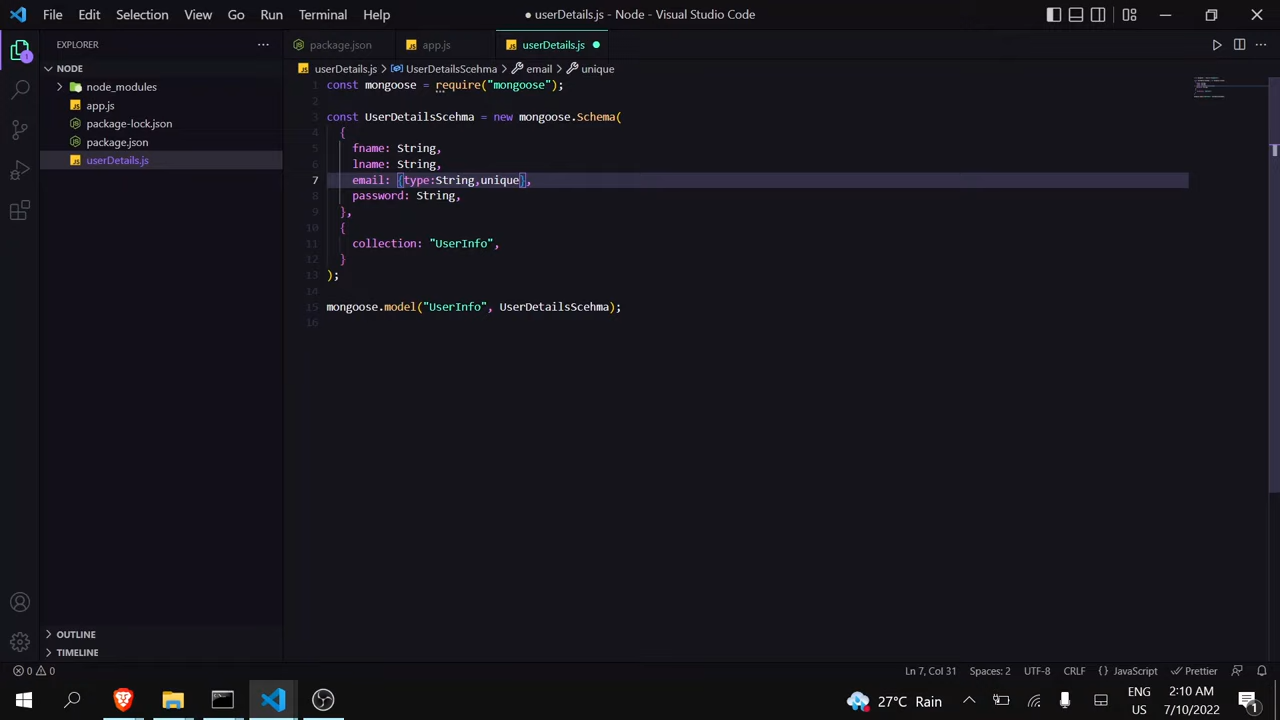 File Edit Selection View Go Run Terminal Help
● userDetails.js - Node - Visual Studio Code
EXPLORER
package.json
app.js
userDetails.js
NODE
userDetails.js > UserDetailsScehma > email > unique
node_modules
app.js
package-lock.json
package.json
userDetails.js
1 const mongoose = require("mongoose");
2
3 const UserDetailsScehma = new mongoose.Schema(
4 {
5 fname: String,
6 lname: String,
7 email: {type:String,unique},
8 password: String,
9 },
10 {
11 collection: "UserInfo",
12 }
13 );
14
15 mongoose.model("UserInfo", UserDetailsScehma);
16
OUTLINE
TIMELINE
0 0
Ln 7, Col 31 Spaces: 2 UTF-8 CRLF {} JavaScript Prettier
27°C Rain
ENG
US
2:10 AM
7/10/2022
1